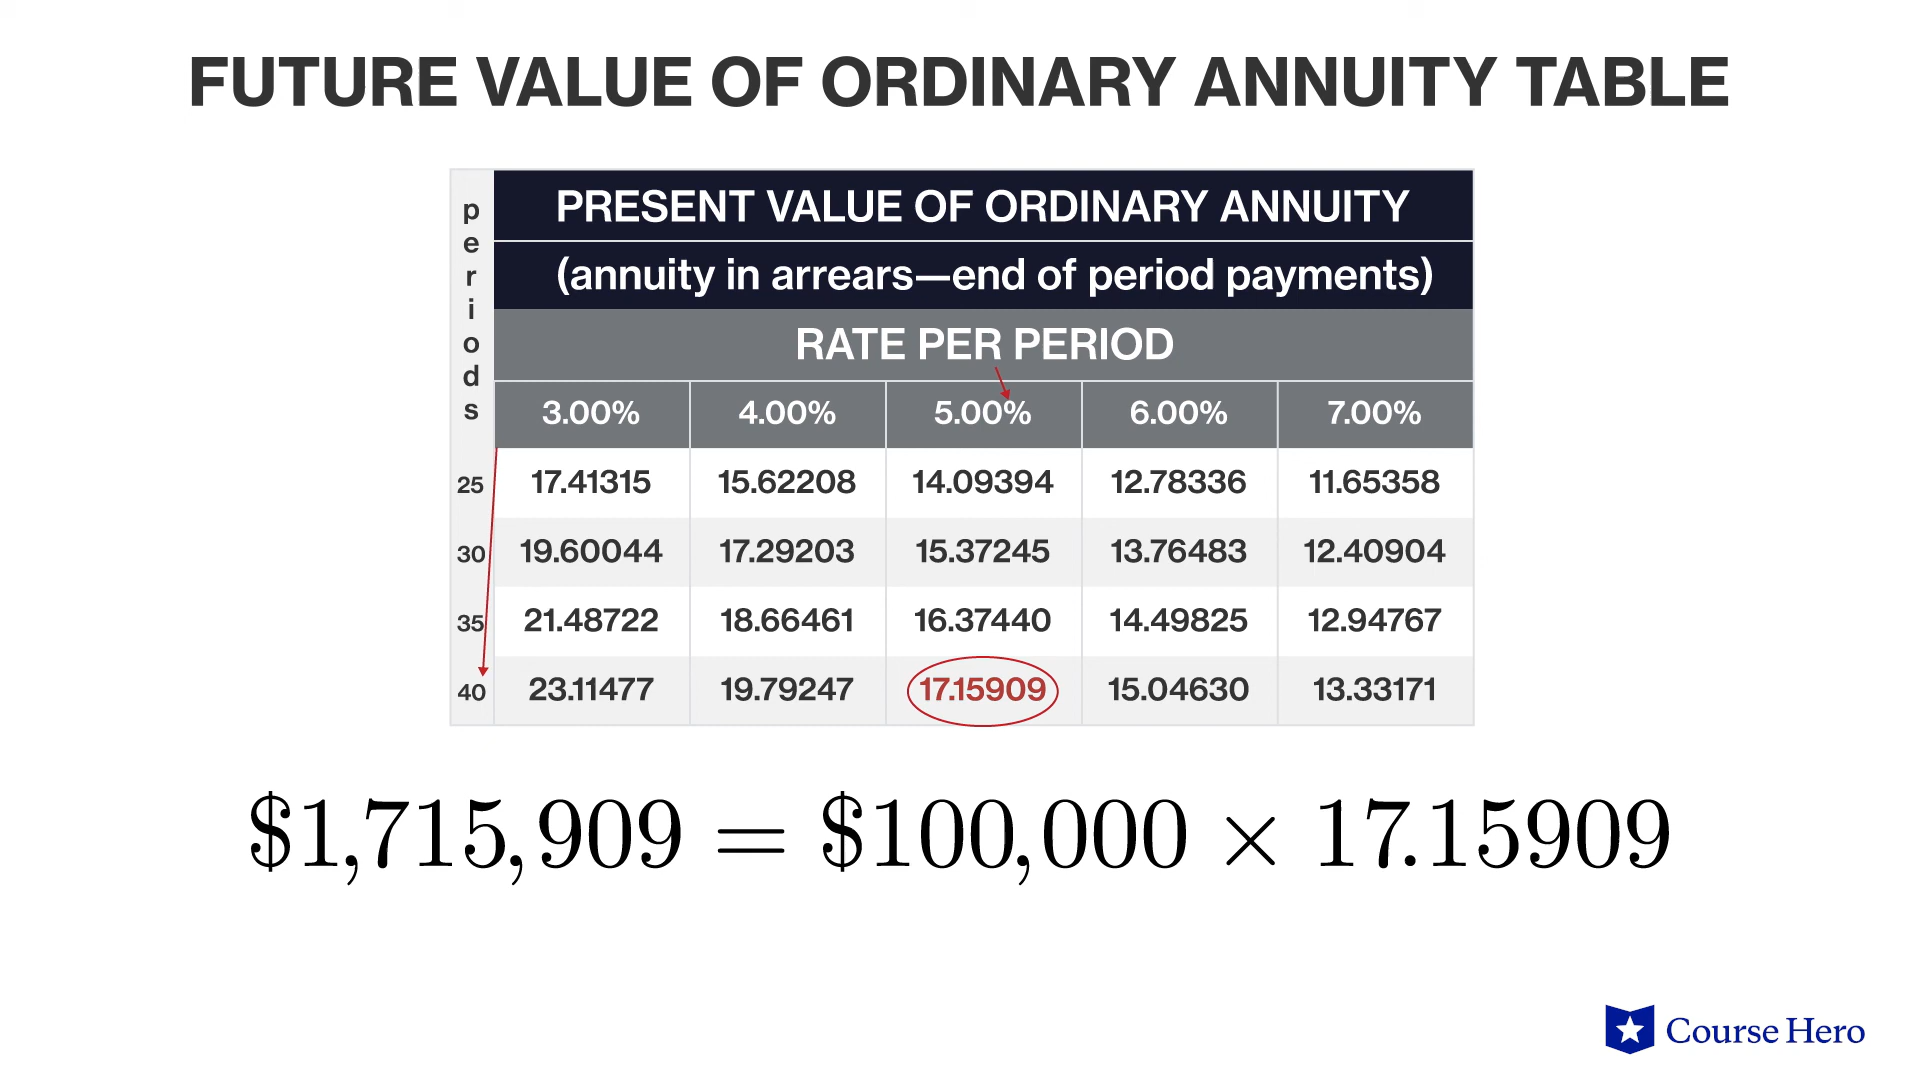 FUTURE VALUE OF ORDINARY ANNUITY TABLE
periods
PRESENT VALUE OF ORDINARY ANNUITY
(annuity in arrears—end of period payments)
RATE PER PERIOD
3.00% 4.00% 5.00% 6.00% 7.00%
25 17.41315 15.62208 14.09394 12.78336 11.65358
30 19.60044 17.29203 15.37245 13.76483 12.40904
35 21.48722 18.66461 16.37440 14.49825 12.94767
40 23.11477 19.79247 17.15909 15.04630 13.33171
$1,715,909 = $100,000 × 17.15909
Course Hero